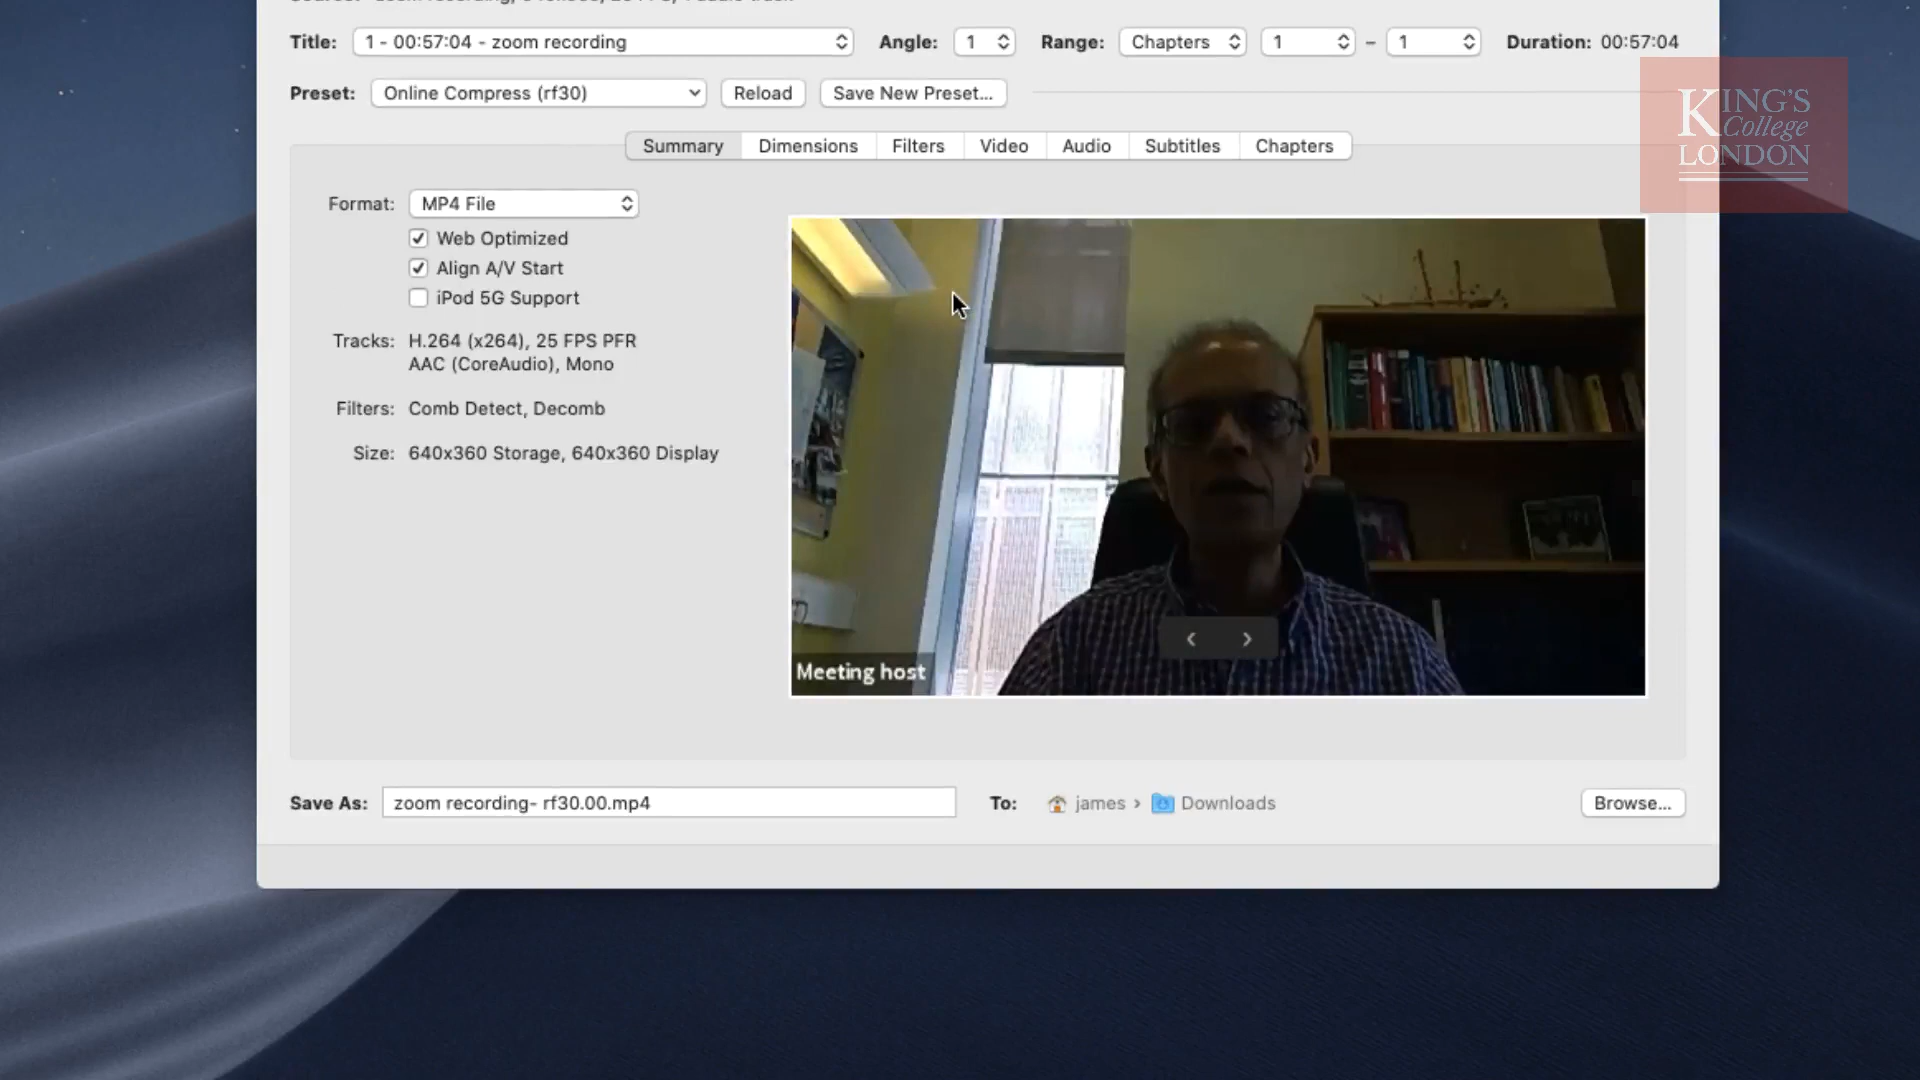 Title: 1 - 00:57:04 - zoom recording Angle: 1 Range: Chapters 1 – 1 Duration: 00:57:04
Preset: Online Compress (rf30) Reload Save New Preset...
KING'S
College
LONDON
Summary Dimensions Filters Video Audio Subtitles Chapters
Format: MP4 File
Web Optimized
Align A/V Start
iPod 5G Support
Tracks: H.264 (x264), 25 FPS PFR
AAC (CoreAudio), Mono
Filters: Comb Detect, Decomb
Size: 640x360 Storage, 640x360 Display
Meeting host
Save As: zoom recording- rf30.00.mp4 To: james › Downloads Browse...